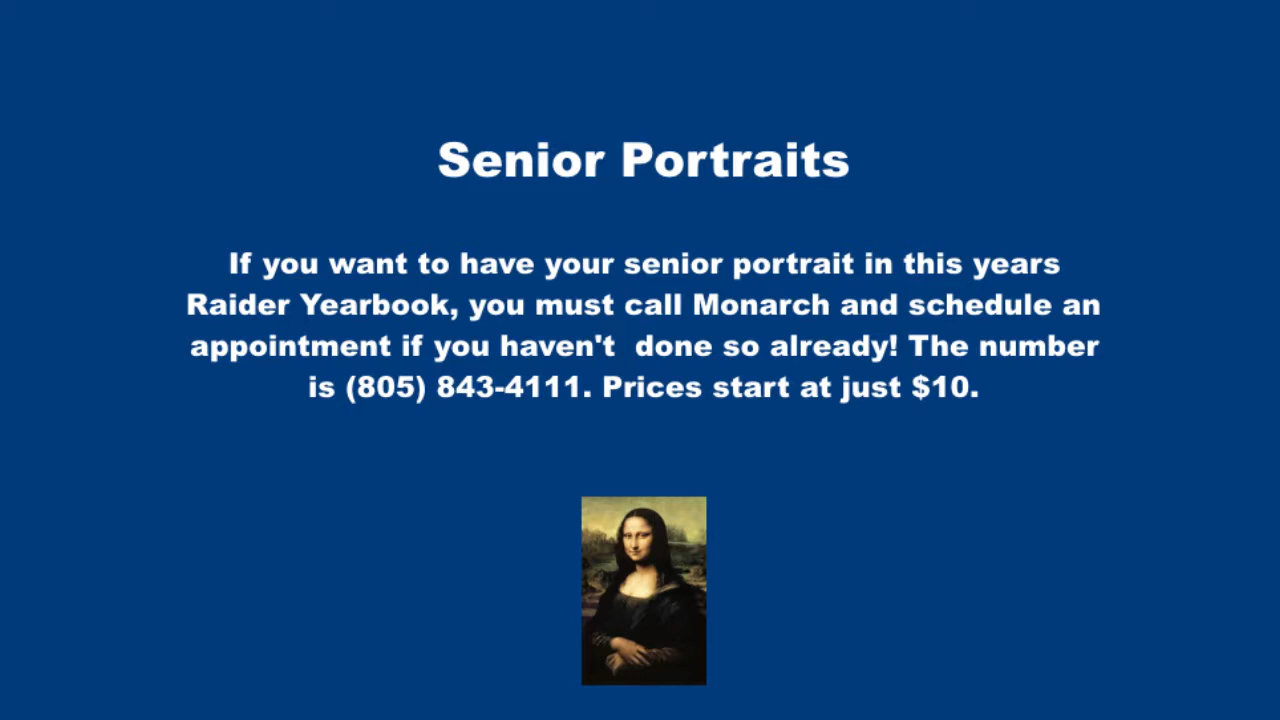 Senior Portraits
If you want to have your senior portrait in this years
Raider Yearbook, you must call Monarch and schedule an
appointment if you haven't  done so already! The number
is (805) 843-4111. Prices start at just $10.